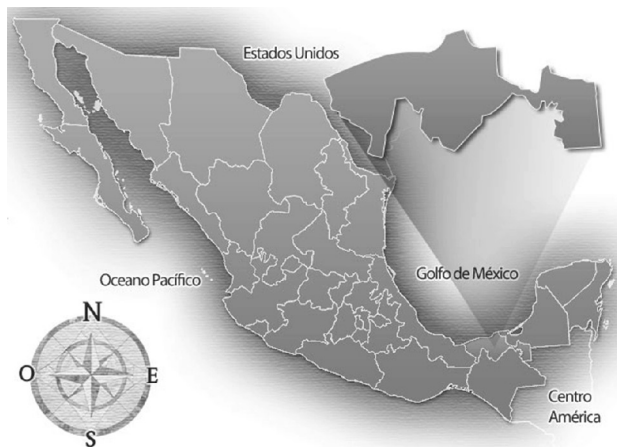 Estados Unidos
Golfo de México
Oceano Pacífico
N
O
E
S
Centro
América